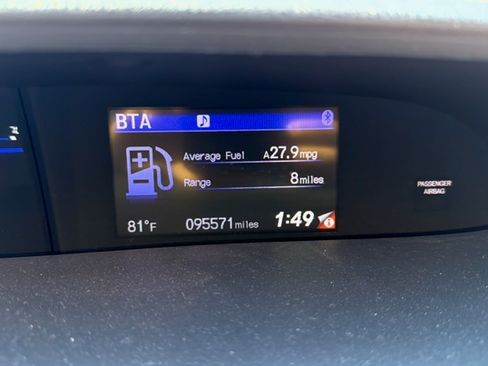 BTA
Average Fuel A27.9mpg
Range 8miles
81°F 095571miles 1:49
PASSENGER
AIRBAG